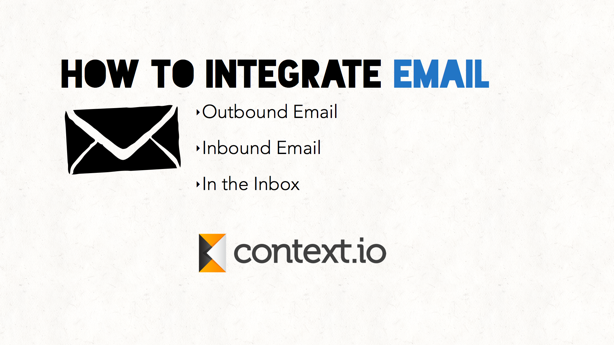 HOW TO INTEGRATE EMAIL
‣Outbound Email
‣Inbound Email
‣In the Inbox
context.io